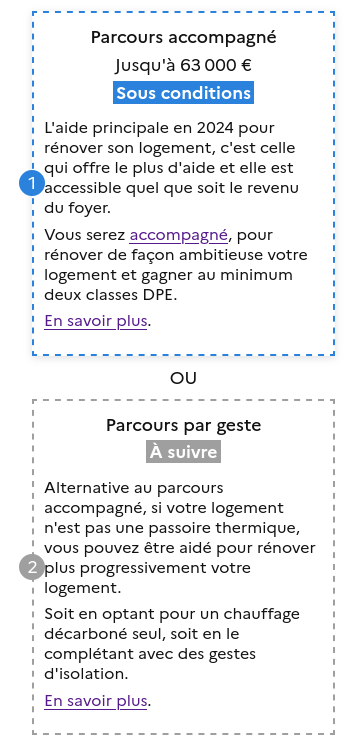 Parcours accompagné
Jusqu'à 63 000 €
Sous conditions
L'aide principale en 2024 pour
rénover son logement, c'est celle
qui offre le plus d'aide et elle est
1
accessible quel que soit le revenu
du foyer.
Vous serez accompagné, pour
rénover de façon ambitieuse votre
logement et gagner au minimum
deux classes DPE.
En savoir plus.
OU
Parcours par geste
À suivre
Alternative au parcours
accompagné, si votre logement
n'est pas une passoire thermique,
vous pouvez être aidé pour rénover
2
plus progressivement votre
logement.
Soit en optant pour un chauffage
décarboné seul, soit en le
complétant avec des gestes
d'isolation.
En savoir plus.